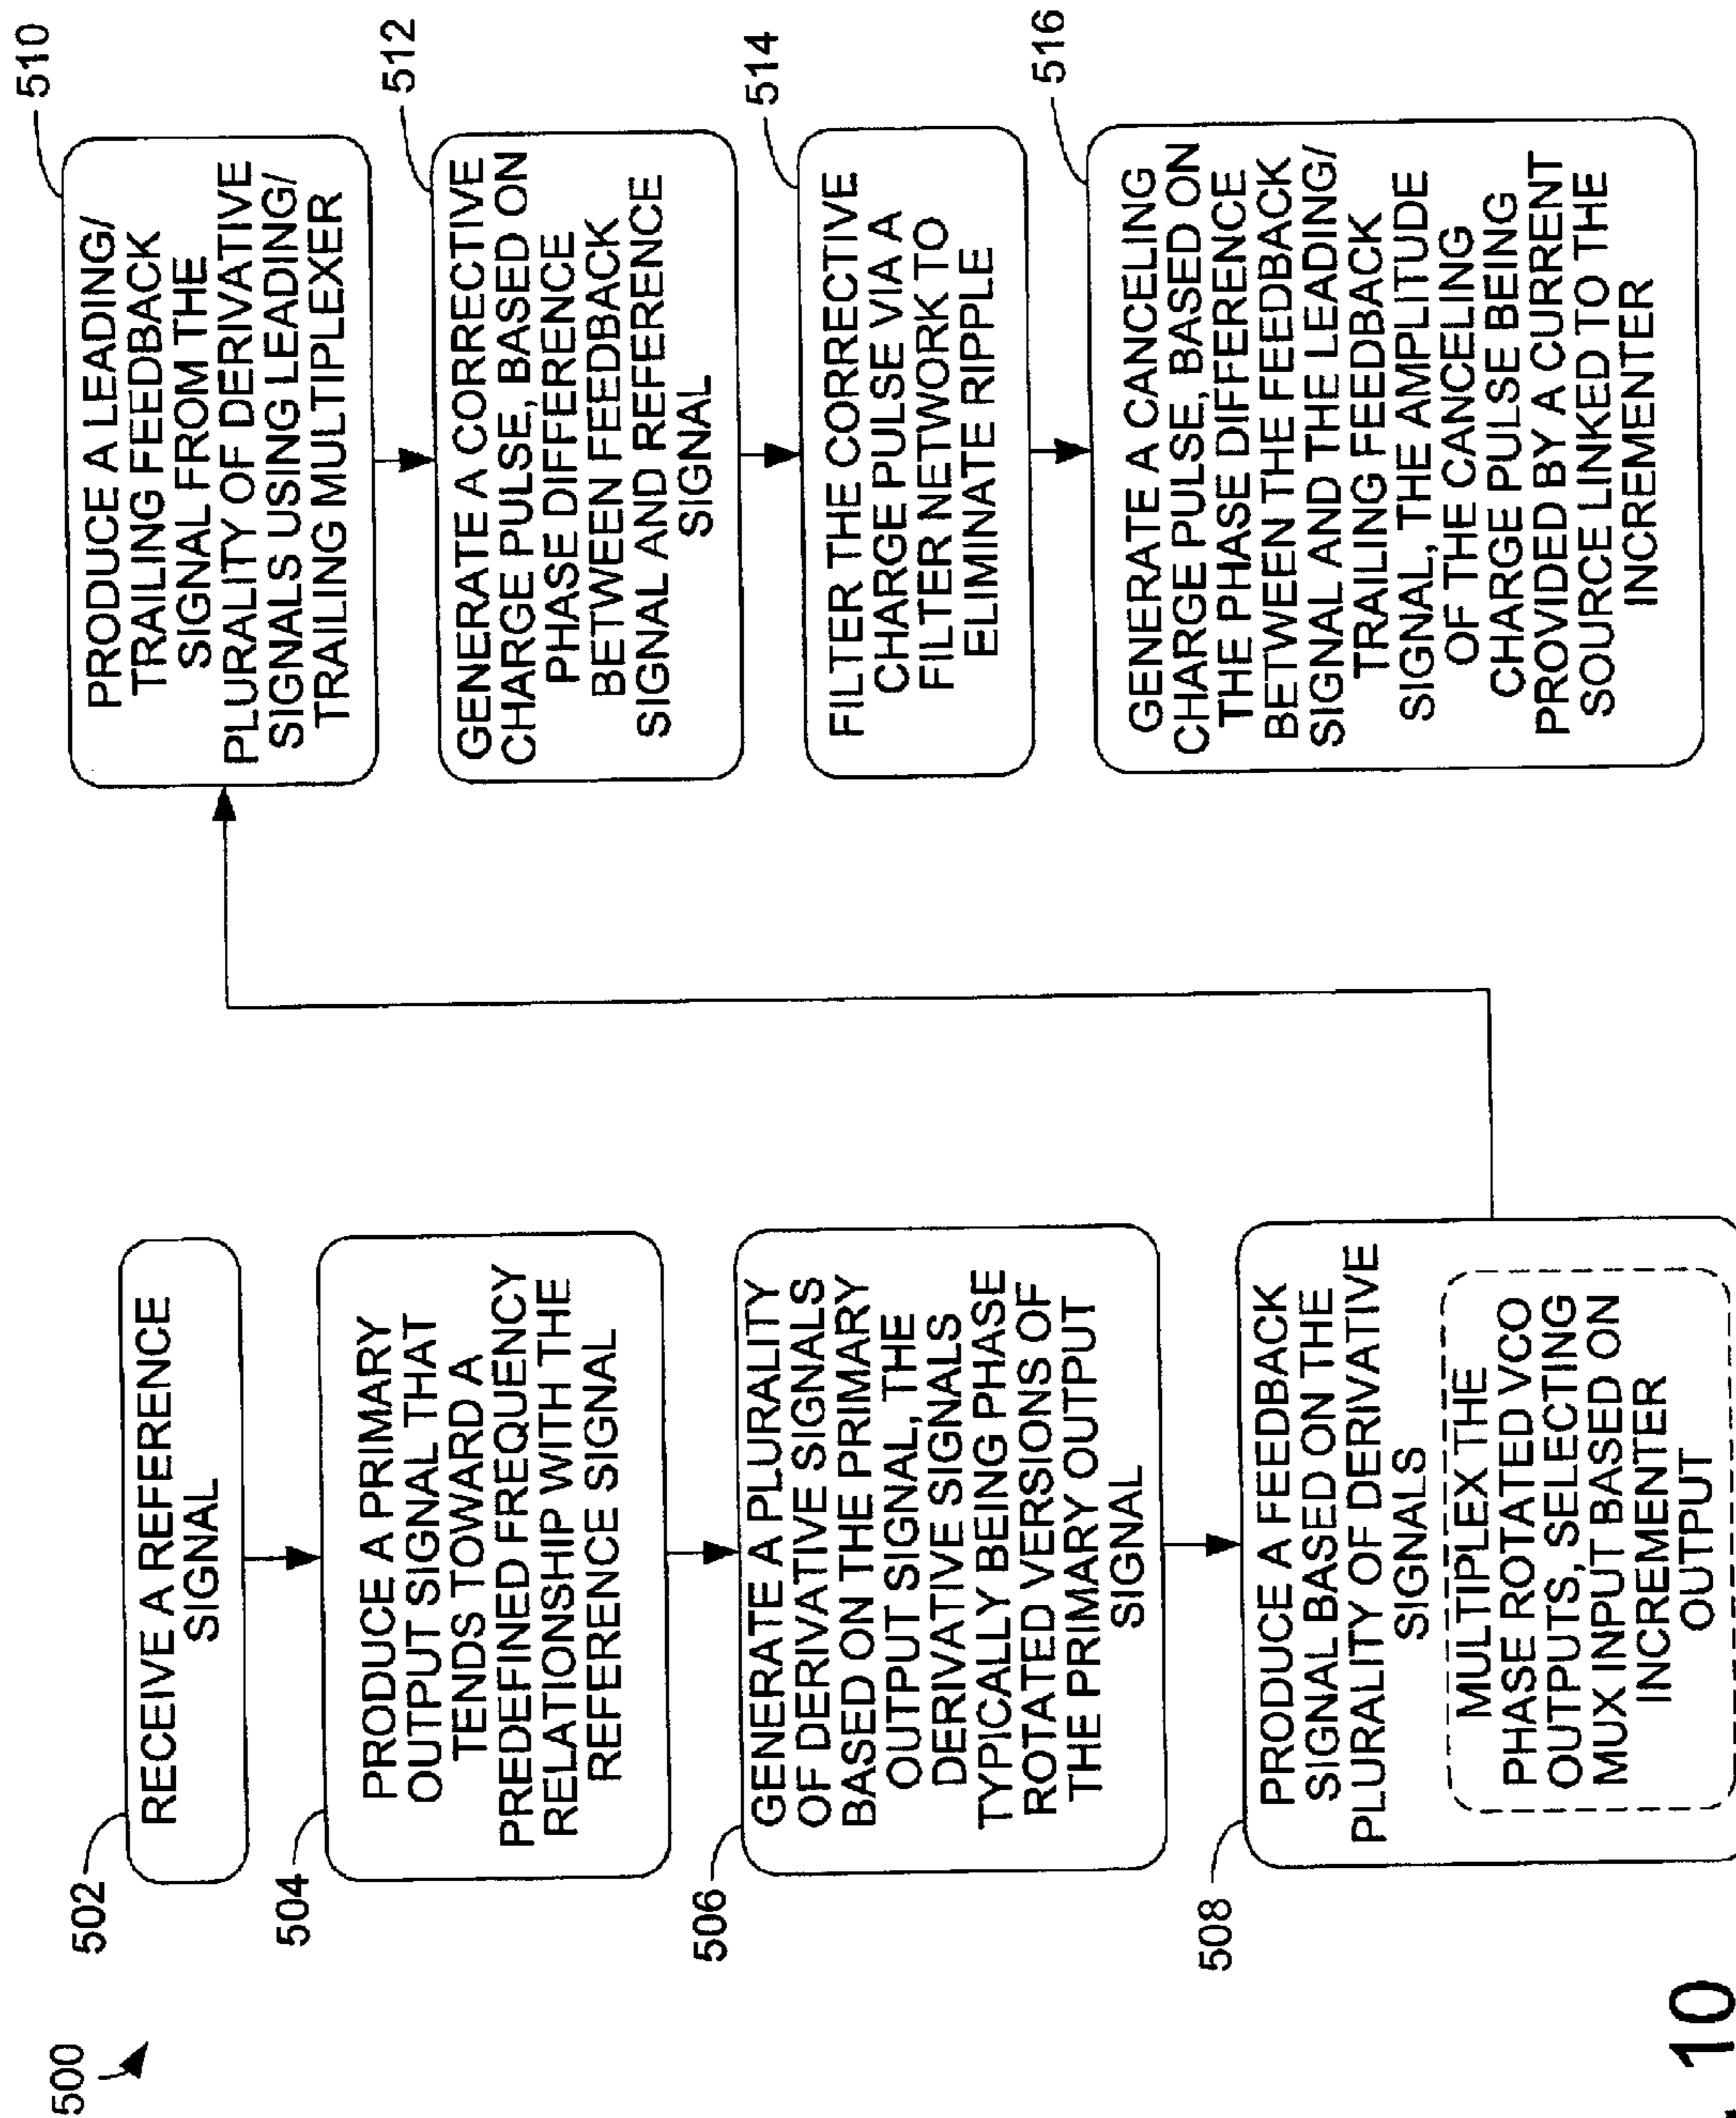 500
502
RECEIVE A REFERENCE
SIGNAL
504
PRODUCE A PRIMARY
OUTPUT SIGNAL THAT
TENDS TOWARD A
PREDEFINED FREQUENCY
RELATIONSHIP WITH THE
REFERENCE SIGNAL
506
GENERATE A PLURALITY
OF DERIVATIVE SIGNALS
BASED ON THE PRIMARY
OUTPUT SIGNAL, THE
DERIVATIVE SIGNALS
TYPICALLY BEING PHASE
ROTATED VERSIONS OF
THE PRIMARY OUTPUT
SIGNAL
508
PRODUCE A FEEDBACK
SIGNAL BASED ON THE
PLURALITY OF DERIVATIVE
SIGNALS
MULTIPLEX THE
PHASE ROTATED VCO
OUTPUTS, SELECTING
MUX INPUT BASED ON
INCREMENTER
OUTPUT
510
PRODUCE A LEADING/
TRAILING FEEDBACK
SIGNAL FROM THE
PLURALITY OF DERIVATIVE
SIGNALS USING LEADING/
TRAILING MULTIPLEXER
512
GENERATE A CORRECTIVE
CHARGE PULSE, BASED ON
PHASE DIFFERENCE
BETWEEN FEEDBACK
SIGNAL AND REFERENCE
SIGNAL
514
FILTER THE CORRECTIVE
CHARGE PULSE VIA A
FILTER NETWORK TO
ELIMINATE RIPPLE
516
GENERATE A CANCELING
CHARGE PULSE, BASED ON
THE PHASE DIFFERENCE
BETWEEN THE FEEDBACK
SIGNAL AND THE LEADING/
TRAILING FEEDBACK
SIGNAL, THE AMPLITUDE
OF THE CANCELING
CHARGE PULSE BEING
PROVIDED BY A CURRENT
SOURCE LINKED TO THE
INCREMENTER
10